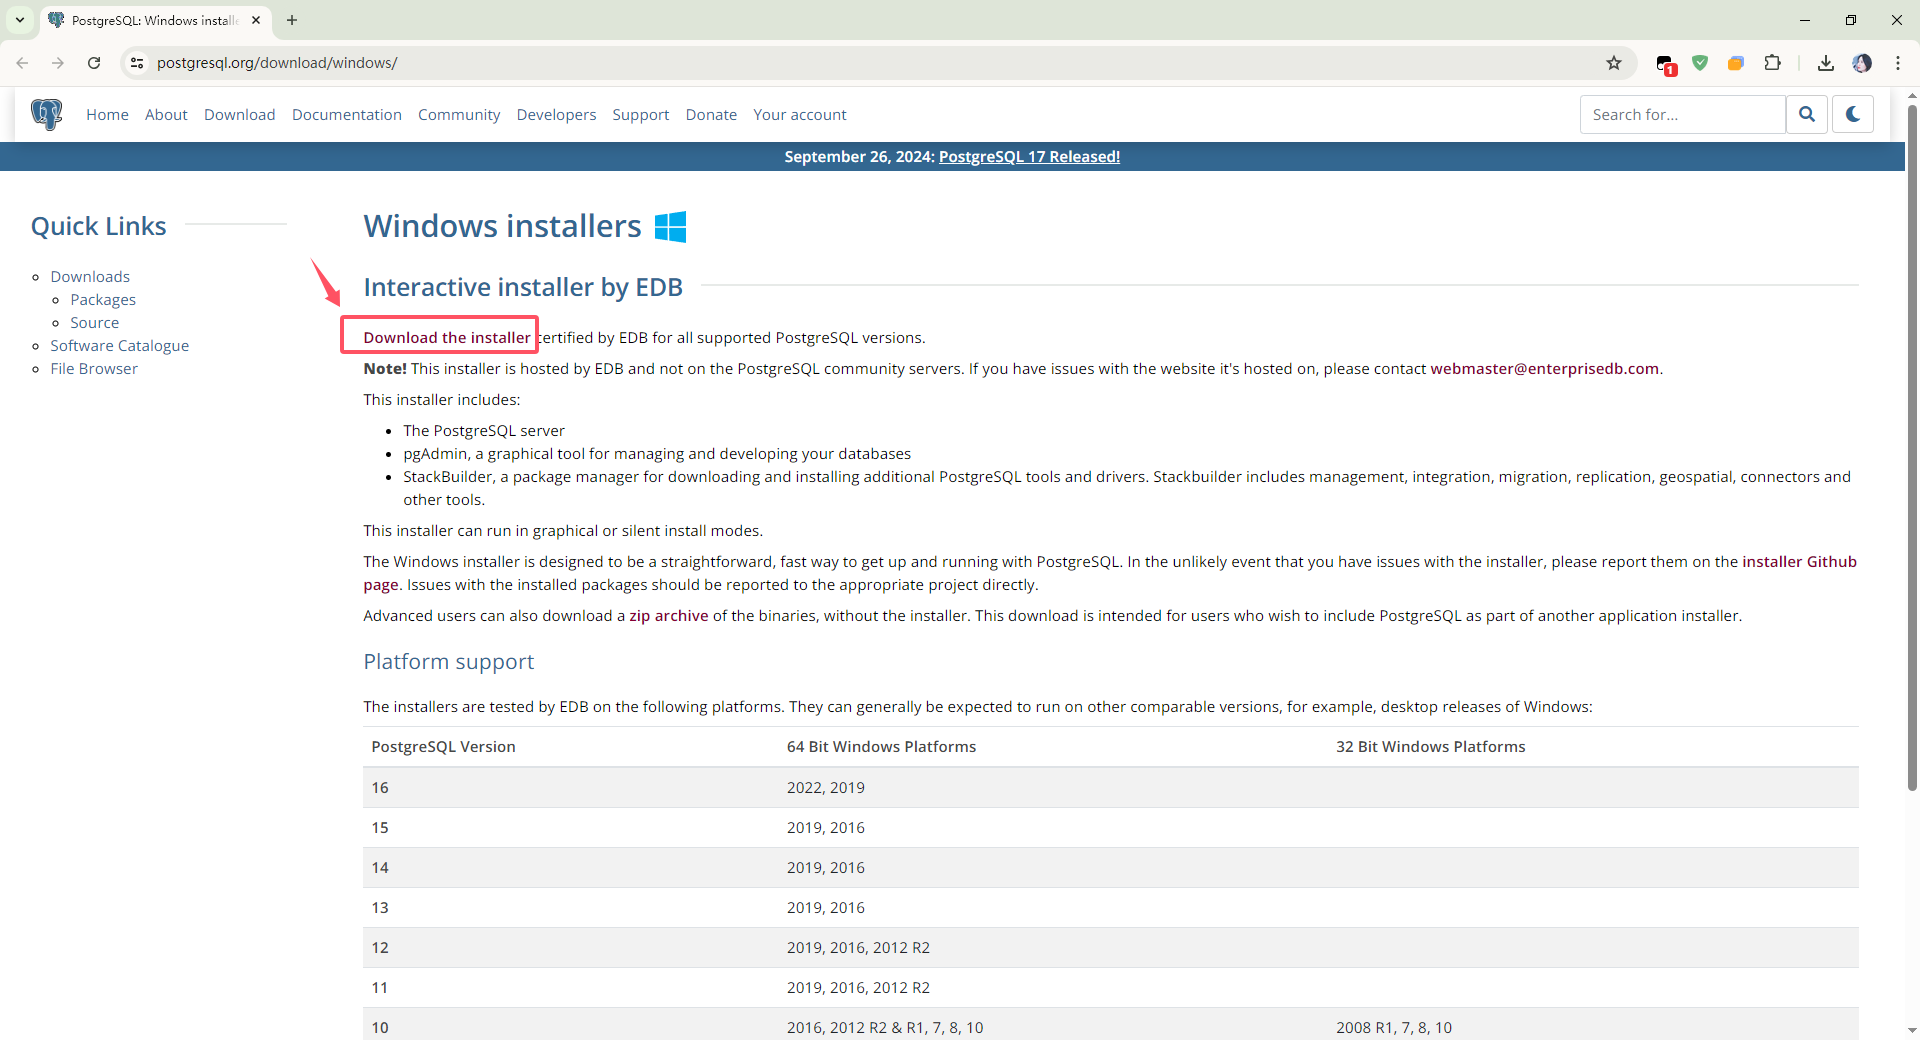 PostgreSQL: Windows installe
postgresql.org/download/windows/
1
Home About Download Documentation Community Developers Support Donate Your account
Search for...
September 26, 2024: PostgreSQL 17 Released!
Quick Links
Downloads
Packages
Source
Software Catalogue
File Browser
Windows installers
Interactive installer by EDB
Download the installer certified by EDB for all supported PostgreSQL versions.
Note! This installer is hosted by EDB and not on the PostgreSQL community servers. If you have issues with the website it's hosted on, please contact webmaster@enterprisedb.com.
This installer includes:
The PostgreSQL server
pgAdmin, a graphical tool for managing and developing your databases
StackBuilder, a package manager for downloading and installing additional PostgreSQL tools and drivers. Stackbuilder includes management, integration, migration, replication, geospatial, connectors and
other tools.
This installer can run in graphical or silent install modes.
The Windows installer is designed to be a straightforward, fast way to get up and running with PostgreSQL. In the unlikely event that you have issues with the installer, please report them on the installer Github
page. Issues with the installed packages should be reported to the appropriate project directly.
Advanced users can also download a zip archive of the binaries, without the installer. This download is intended for users who wish to include PostgreSQL as part of another application installer.
Platform support
The installers are tested by EDB on the following platforms. They can generally be expected to run on other comparable versions, for example, desktop releases of Windows:
PostgreSQL Version 64 Bit Windows Platforms 32 Bit Windows Platforms
16 2022, 2019
15 2019, 2016
14 2019, 2016
13 2019, 2016
12 2019, 2016, 2012 R2
11 2019, 2016, 2012 R2
10 2016, 2012 R2 & R1, 7, 8, 10 2008 R1, 7, 8, 10